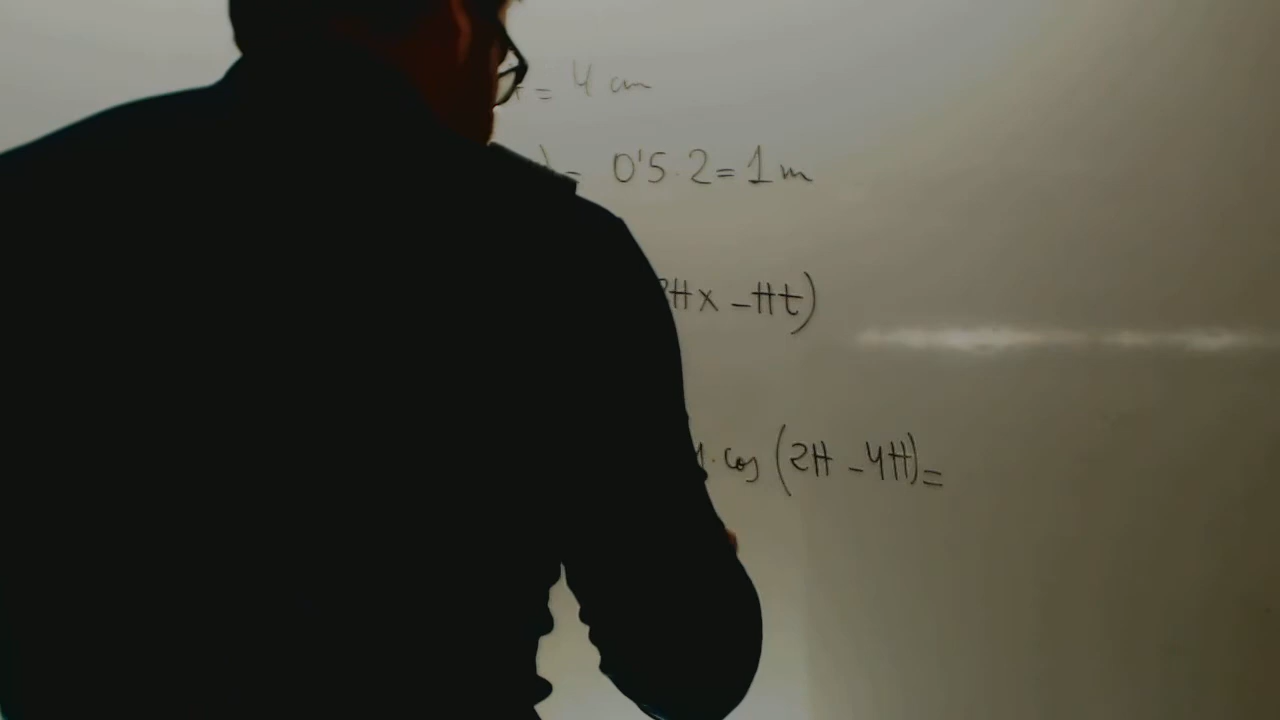 = 4 cm
= 0'5·2 = 1 m
πx - πt)
· cos (2π - 4π) =